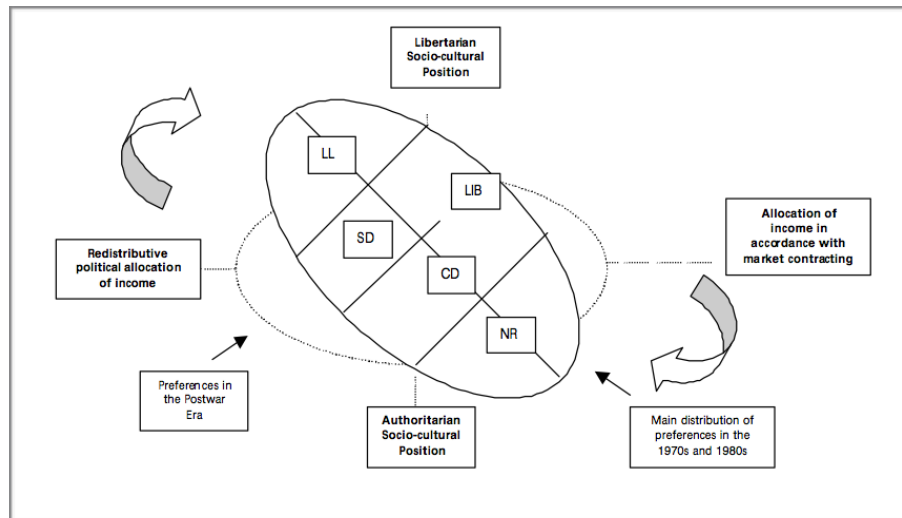 Libertarian
Socio-cultural
Position
LL
LIB
SD
CD
NR
Redistributive
political allocation
of income
Allocation of
income in
accordance with
market contracting
Preferences in
the Postwar
Era
Authoritarian
Socio-cultural
Position
Main distribution of
preferences in the
1970s and 1980s